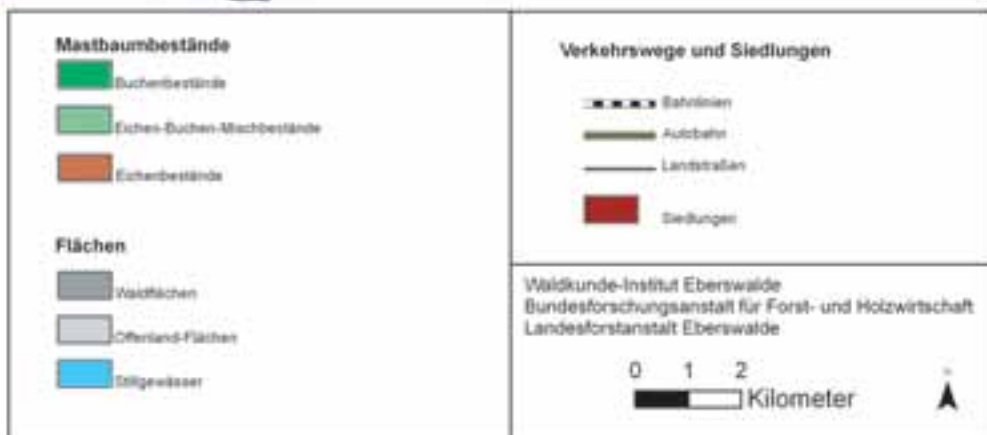 Mastbaumbestände
Buchenbestände
Eichen-Buchen-Mischbestände
Eichenbestände
Flächen
Waldflächen
Offenland-Flächen
Stillgewässer
Verkehrswege und Siedlungen
Bahnlinien
Autobahn
Landstraßen
Siedlungen
Waldkunde-Institut Eberswalde
Bundesforschungsanstalt für Forst- und Holzwirtschaft
Landesforstanstalt Eberswalde
0 1 2
Kilometer